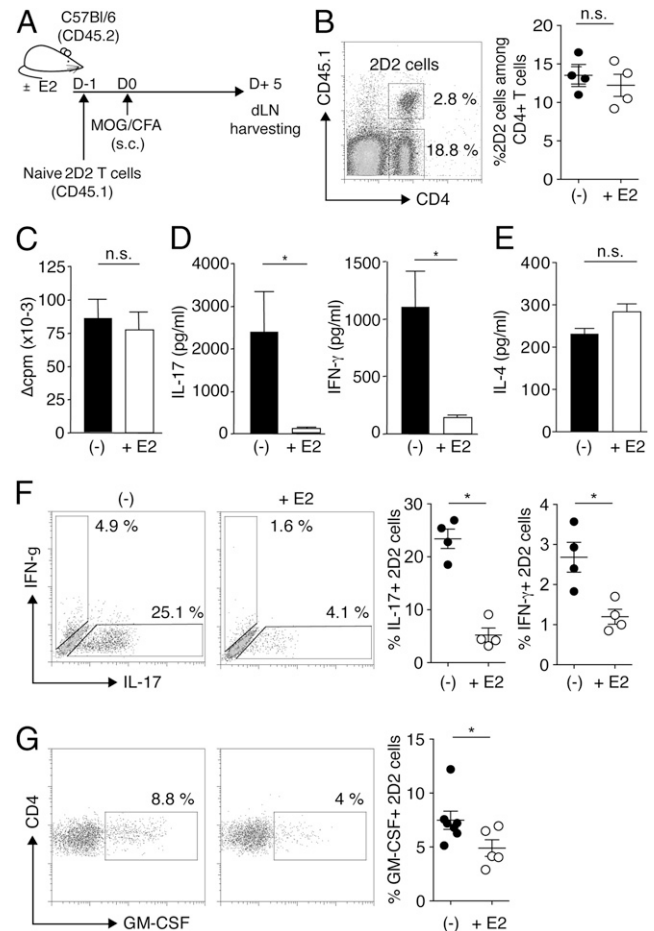 A
C57Bl/6
(CD45.2)
± E2
D-1
D0
D+ 5
MOG/CFA
(s.c.)
dLN
harvesting
Naive 2D2 T cells
(CD45.1)
B
CD45.1
2D2 cells
2.8 %
18.8 %
CD4
%2D2 cells among
CD4+ T cells
n.s.
20
15
10
5
0
(-)
+ E2
C
Δcpm (x10-3)
n.s.
125
100
75
50
25
0
(-)
+ E2
D
IL-17
(pg/ml)
*
4000
3000
2000
1000
0
(-)
+ E2
IFN-γ
(pg/ml)
*
1500
1000
500
0
(-)
+ E2
E
IL-4
(pg/ml)
n.s.
400
300
200
100
0
(-)
+ E2
F
(-)
+ E2
IFN-g
4.9 %
25.1 %
1.6 %
4.1 %
IL-17
% IL-17+ 2D2 cells
*
30
20
10
0
(-)
+ E2
% IFN-γ+ 2D2 cells
*
4
3
2
1
0
(-)
+ E2
G
CD4
8.8 %
4 %
GM-CSF
% GM-CSF+ 2D2 cells
*
15
10
5
0
(-)
+ E2